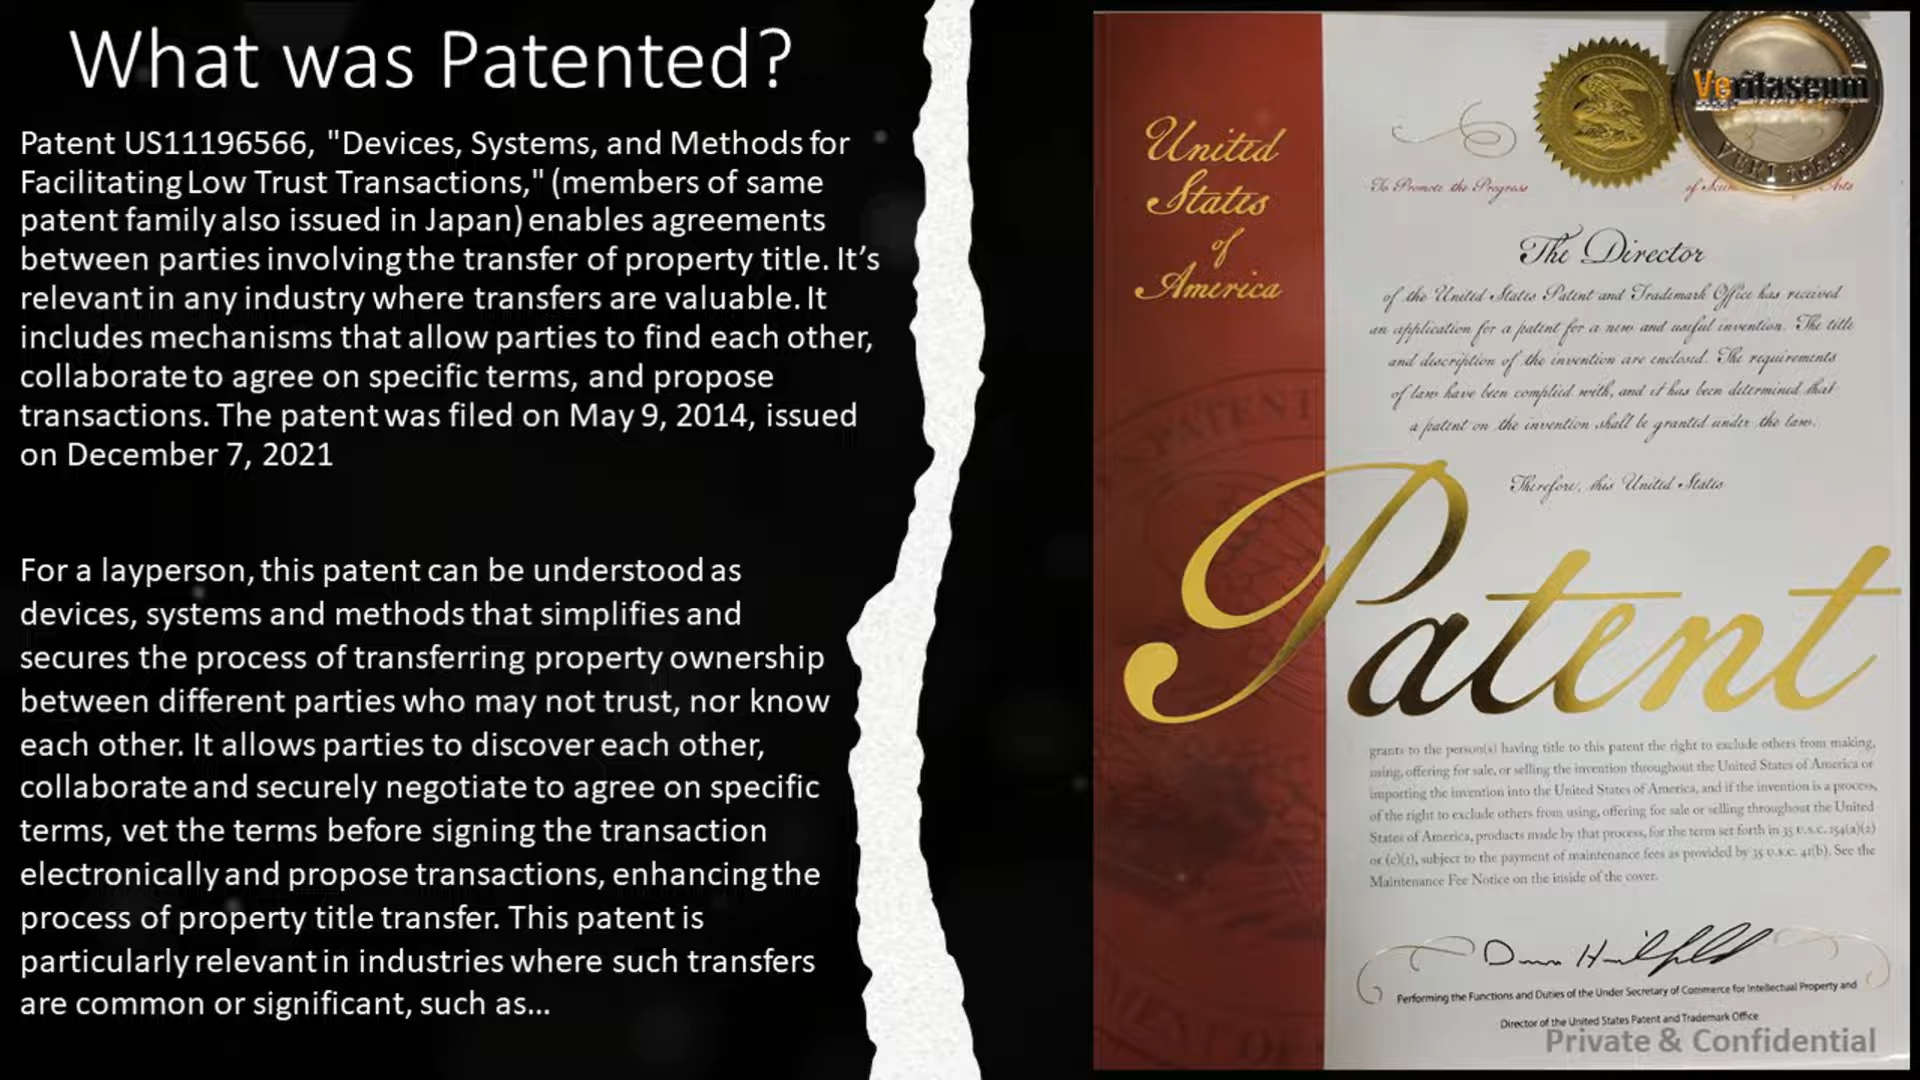 What was Patented?
Patent US11196566, "Devices, Systems, and Methods for
Facilitating Low Trust Transactions," (members of same
patent family also issued in Japan) enables agreements
between parties involving the transfer of property title. It’s
relevant in any industry where transfers are valuable. It
includes mechanisms that allow parties to find each other,
collaborate to agree on specific terms, and propose
transactions. The patent was filed on May 9, 2014, issued
on December 7, 2021
For a layperson, this patent can be understood as
devices, systems and methods that simplifies and
secures the process of transferring property ownership
between different parties who may not trust, nor know
each other. It allows parties to discover each other,
collaborate and securely negotiate to agree on specific
terms, vet the terms before signing the transaction
electronically and propose transactions, enhancing the
process of property title transfer. This patent is
particularly relevant in industries where such transfers
are common or significant, such as...
United
States
of
America
Veritaseum
VERI token
To Promote the Progress
of Arts
The Director
of the United States Patent and Trademark Office has received
an application for a patent for a new and useful invention. The title
and description of the invention are enclosed. The requirements
of law have been complied with, and it has been determined that
a patent on the invention shall be granted under the law.
Therefore, this United States
Patent
grants to the person(s) having title to this patent the right to exclude others from making,
using, offering for sale, or selling the invention throughout the United States of America or
importing the invention into the United States of America, and if the invention is a process,
of the right to exclude others from using, offering for sale or selling throughout the United
States of America, products made by that process, for the term set forth in 35 U.S.C. 154(a)(2)
or (c)(1), subject to the payment of maintenance fees as provided by 35 U.S.C. 41(b). See the
Maintenance Fee Notice on the inside of the cover.
Performing the Functions and Duties of the Under Secretary of Commerce for Intellectual Property and
Director of the United States Patent and Trademark Office
Private & Confidential